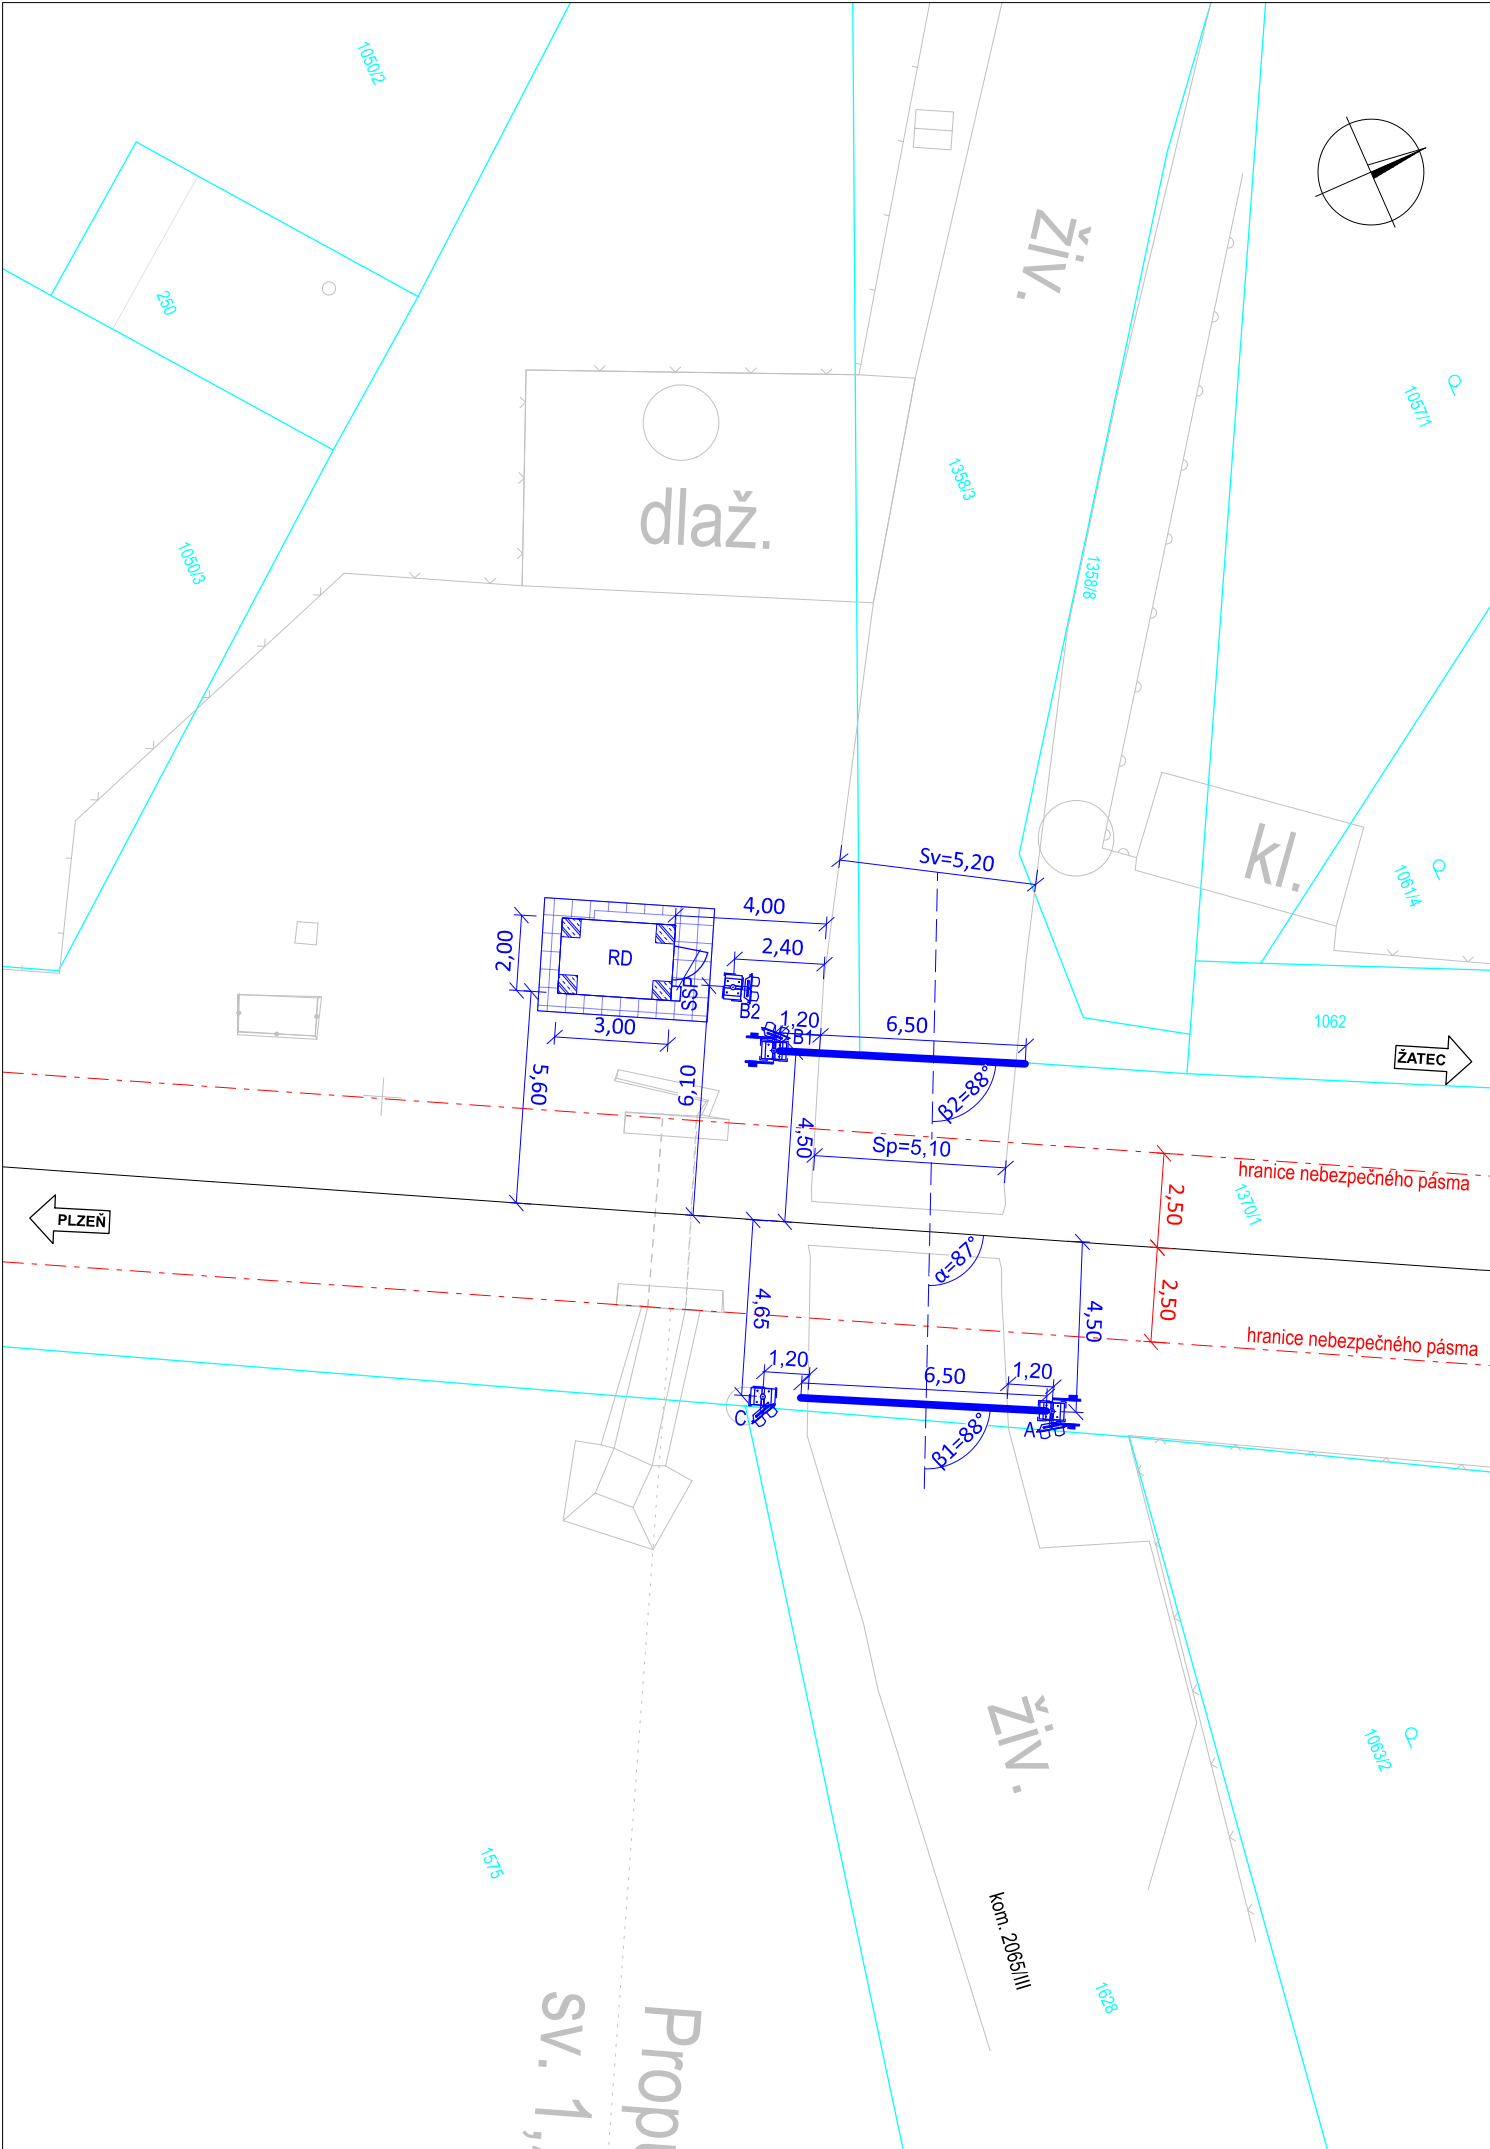 1050/2
živ.
250
1057/1
1358/3
dlaž.
1050/3
1358/8
kl.
Sv=5,20
1061/4
4,00
2,00
2,40
RD
SSP
B2
1,20
6,50
B1
1062
3,00
ŽATEC
5,60
6,10
β2=88°
4,50
Sp=5,10
hranice nebezpečného pásma
2,50
1370/1
PLZEŇ
α=87°
2,50
4,65
4,50
hranice nebezpečného pásma
1,20
6,50
1,20
C
A
β1=88°
živ.
1063/2
1575
kom. 2065/III
1628
sv. 1,